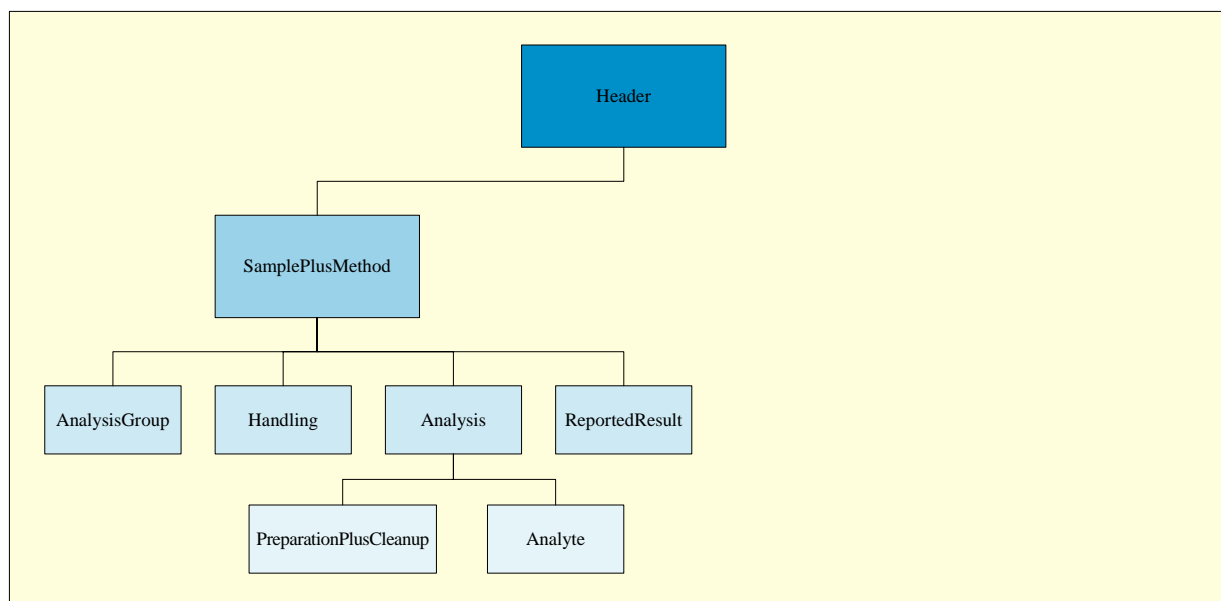 Header
SamplePlusMethod
AnalysisGroup
Handling
Analysis
ReportedResult
PreparationPlusCleanup
Analyte